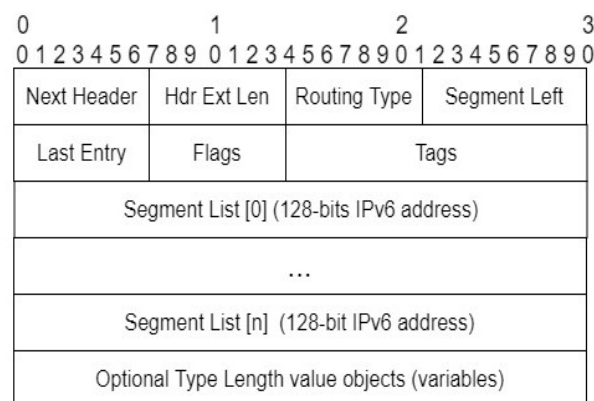 0 1 2 3
0 1 2 3 4 5 6 7 8 9 0 1 2 3 4 5 6 7 8 9 0 1 2 3 4 5 6 7 8 9 0
Next Header Hdr Ext Len Routing Type Segment Left
Last Entry Flags Tags
Segment List [0] (128-bits IPv6 address)
...
Segment List [n] (128-bit IPv6 address)
Optional Type Length value objects (variables)